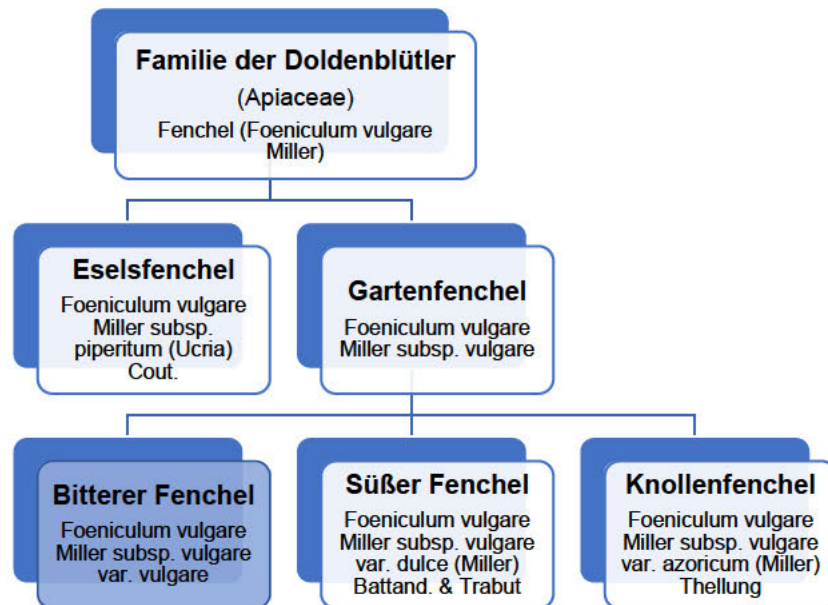 Familie der Doldenblütler
(Apiaceae)
Fenchel (Foeniculum vulgare
Miller)
Eselsfenchel
Foeniculum vulgare
Miller subsp.
piperitum (Ucria)
Cout.
Gartenfenchel
Foeniculum vulgare
Miller subsp. vulgare
Bitterer Fenchel
Foeniculum vulgare
Miller subsp. vulgare
var. vulgare
Süßer Fenchel
Foeniculum vulgare
Miller subsp. vulgare
var. dulce (Miller)
Battand. & Trabut
Knollenfenchel
Foeniculum vulgare
Miller subsp. vulgare
var. azoricum (Miller)
Thellung